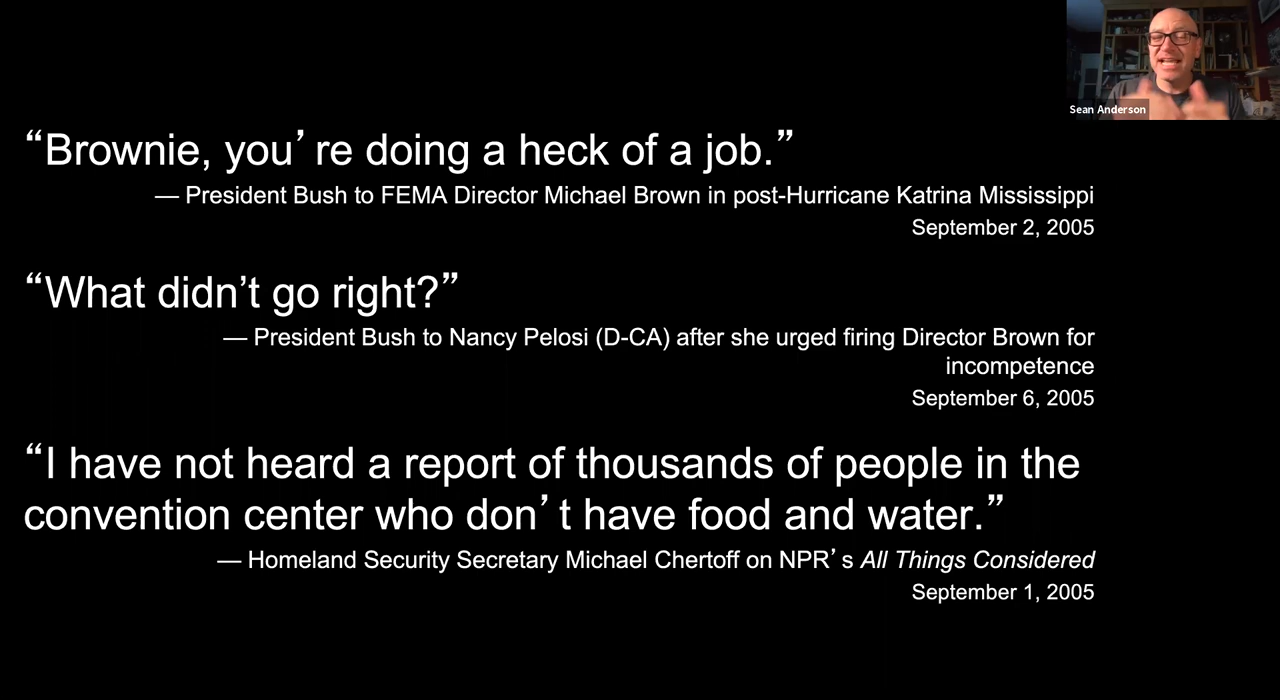 Sean Anderson
“Brownie, you’re doing a heck of a job.”
— President Bush to FEMA Director Michael Brown in post-Hurricane Katrina Mississippi
September 2, 2005
“What didn’t go right?”
— President Bush to Nancy Pelosi (D-CA) after she urged firing Director Brown for
incompetence
September 6, 2005
“I have not heard a report of thousands of people in the
convention center who don’t have food and water.”
— Homeland Security Secretary Michael Chertoff on NPR’s All Things Considered
September 1, 2005